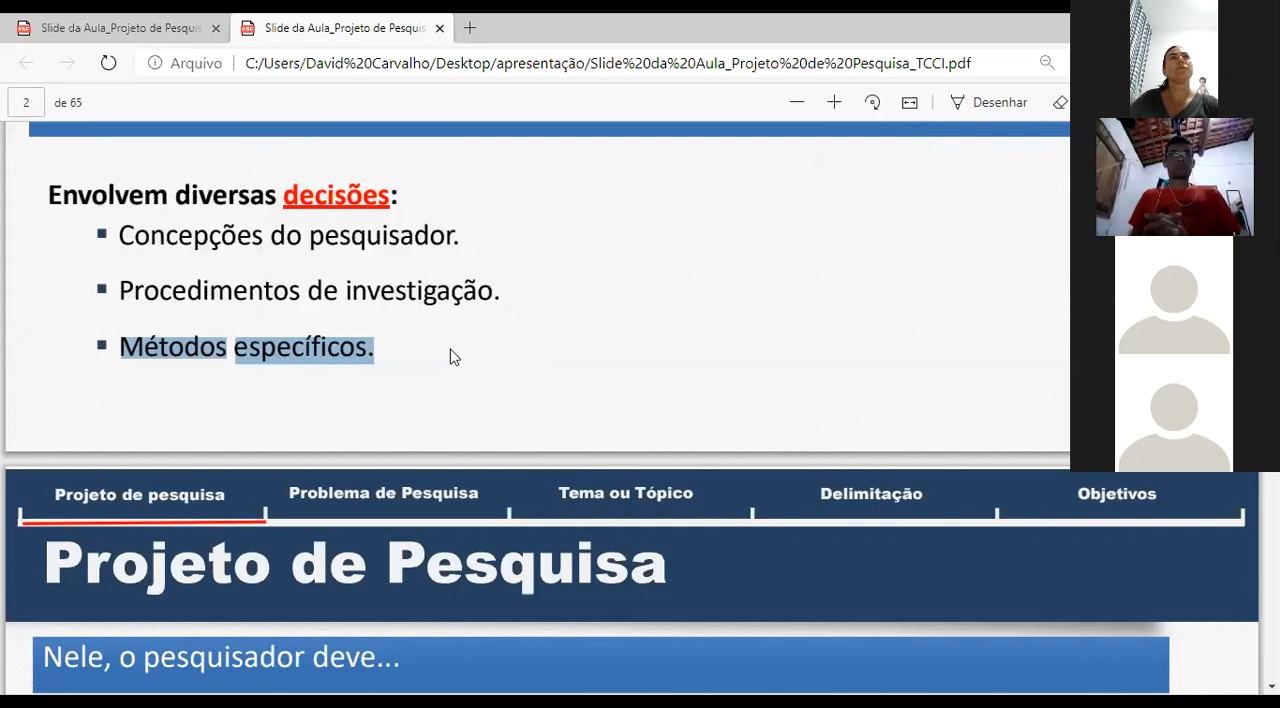 Slide da Aula_Projeto de Pesquis
Slide da Aula_Projeto de Pesquis
Arquivo
C:/Users/David%20Carvalho/Desktop/apresentação/Slide%20da%20Aula_Projeto%20de%20Pesquisa_TCCI.pdf
2 de 65
Desenhar
Envolvem diversas decisões:
Concepções do pesquisador.
Procedimentos de investigação.
Métodos específicos.
Projeto de pesquisa
Problema de Pesquisa
Tema ou Tópico
Delimitação
Objetivos
Projeto de Pesquisa
Nele, o pesquisador deve...